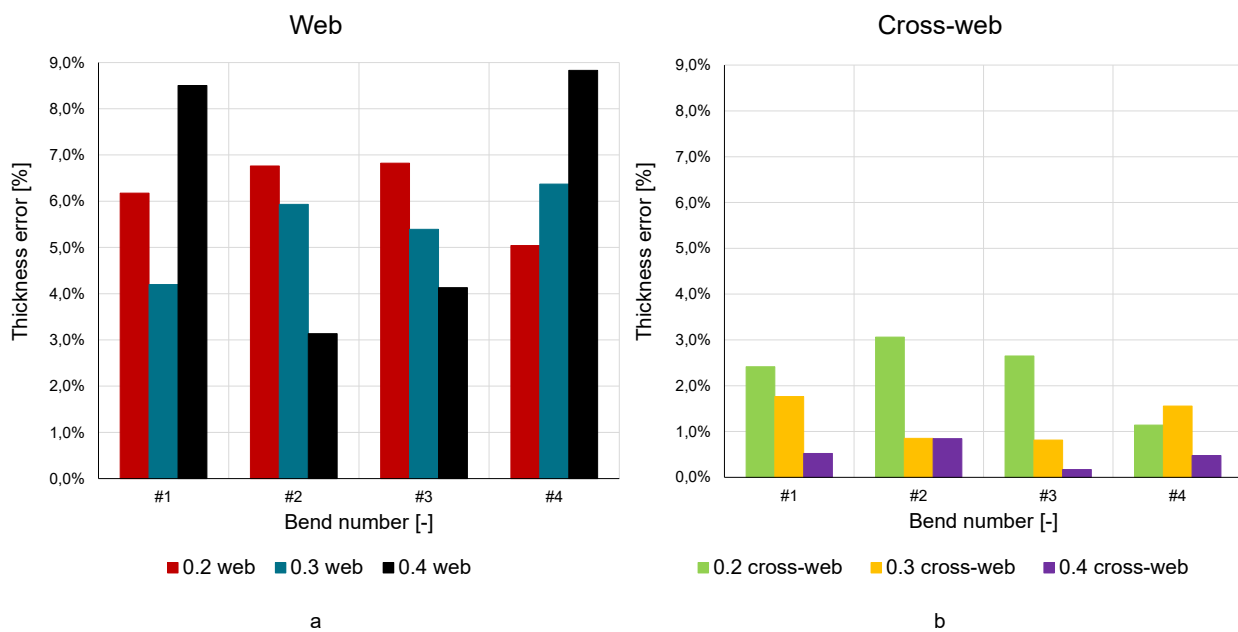 Web
Thickness error [%]
9,0%
8,0%
7,0%
6,0%
5,0%
4,0%
3,0%
2,0%
1,0%
0,0%
#1 #2 #3 #4
Bend number [-]
0.2 web 0.3 web 0.4 web
a
Cross-web
Thickness error [%]
9,0%
8,0%
7,0%
6,0%
5,0%
4,0%
3,0%
2,0%
1,0%
0,0%
#1 #2 #3 #4
Bend number [-]
0.2 cross-web 0.3 cross-web 0.4 cross-web
b